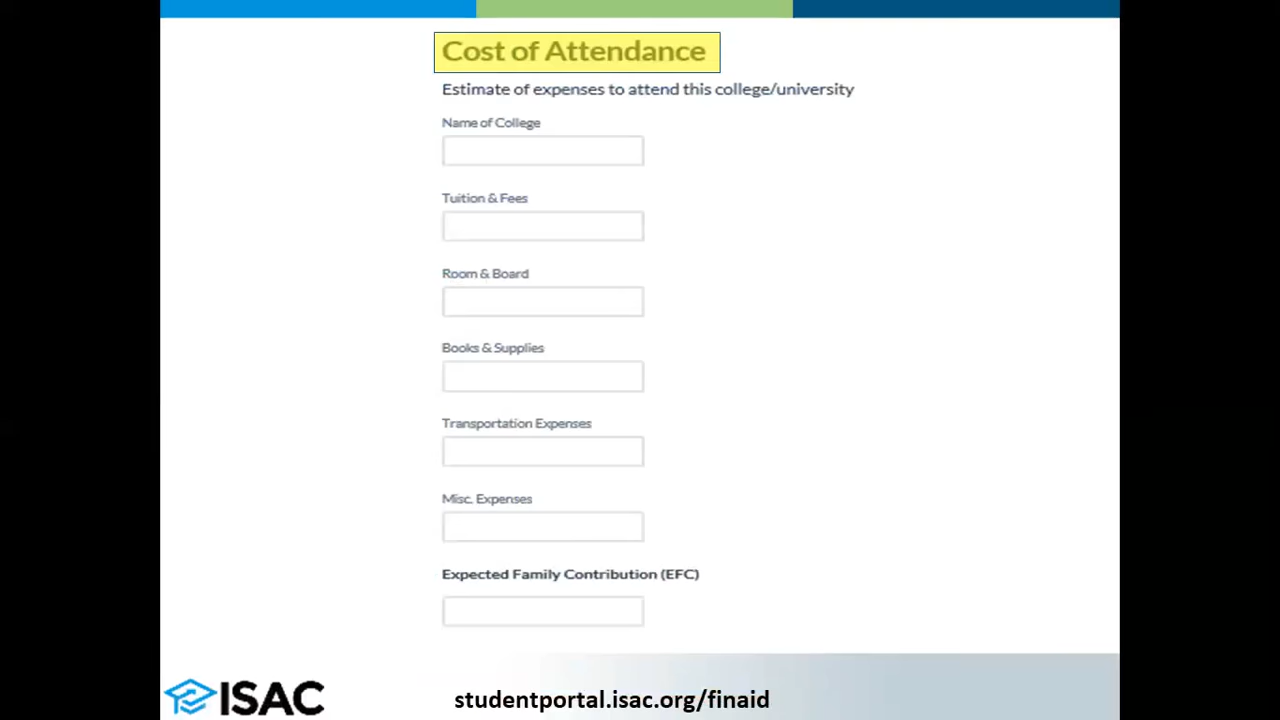 Cost of Attendance
Estimate of expenses to attend this college/university
Name of College
Tuition & Fees
Room & Board
Books & Supplies
Transportation Expenses
Misc. Expenses
Expected Family Contribution (EFC)
ISAC
studentportal.isac.org/finaid